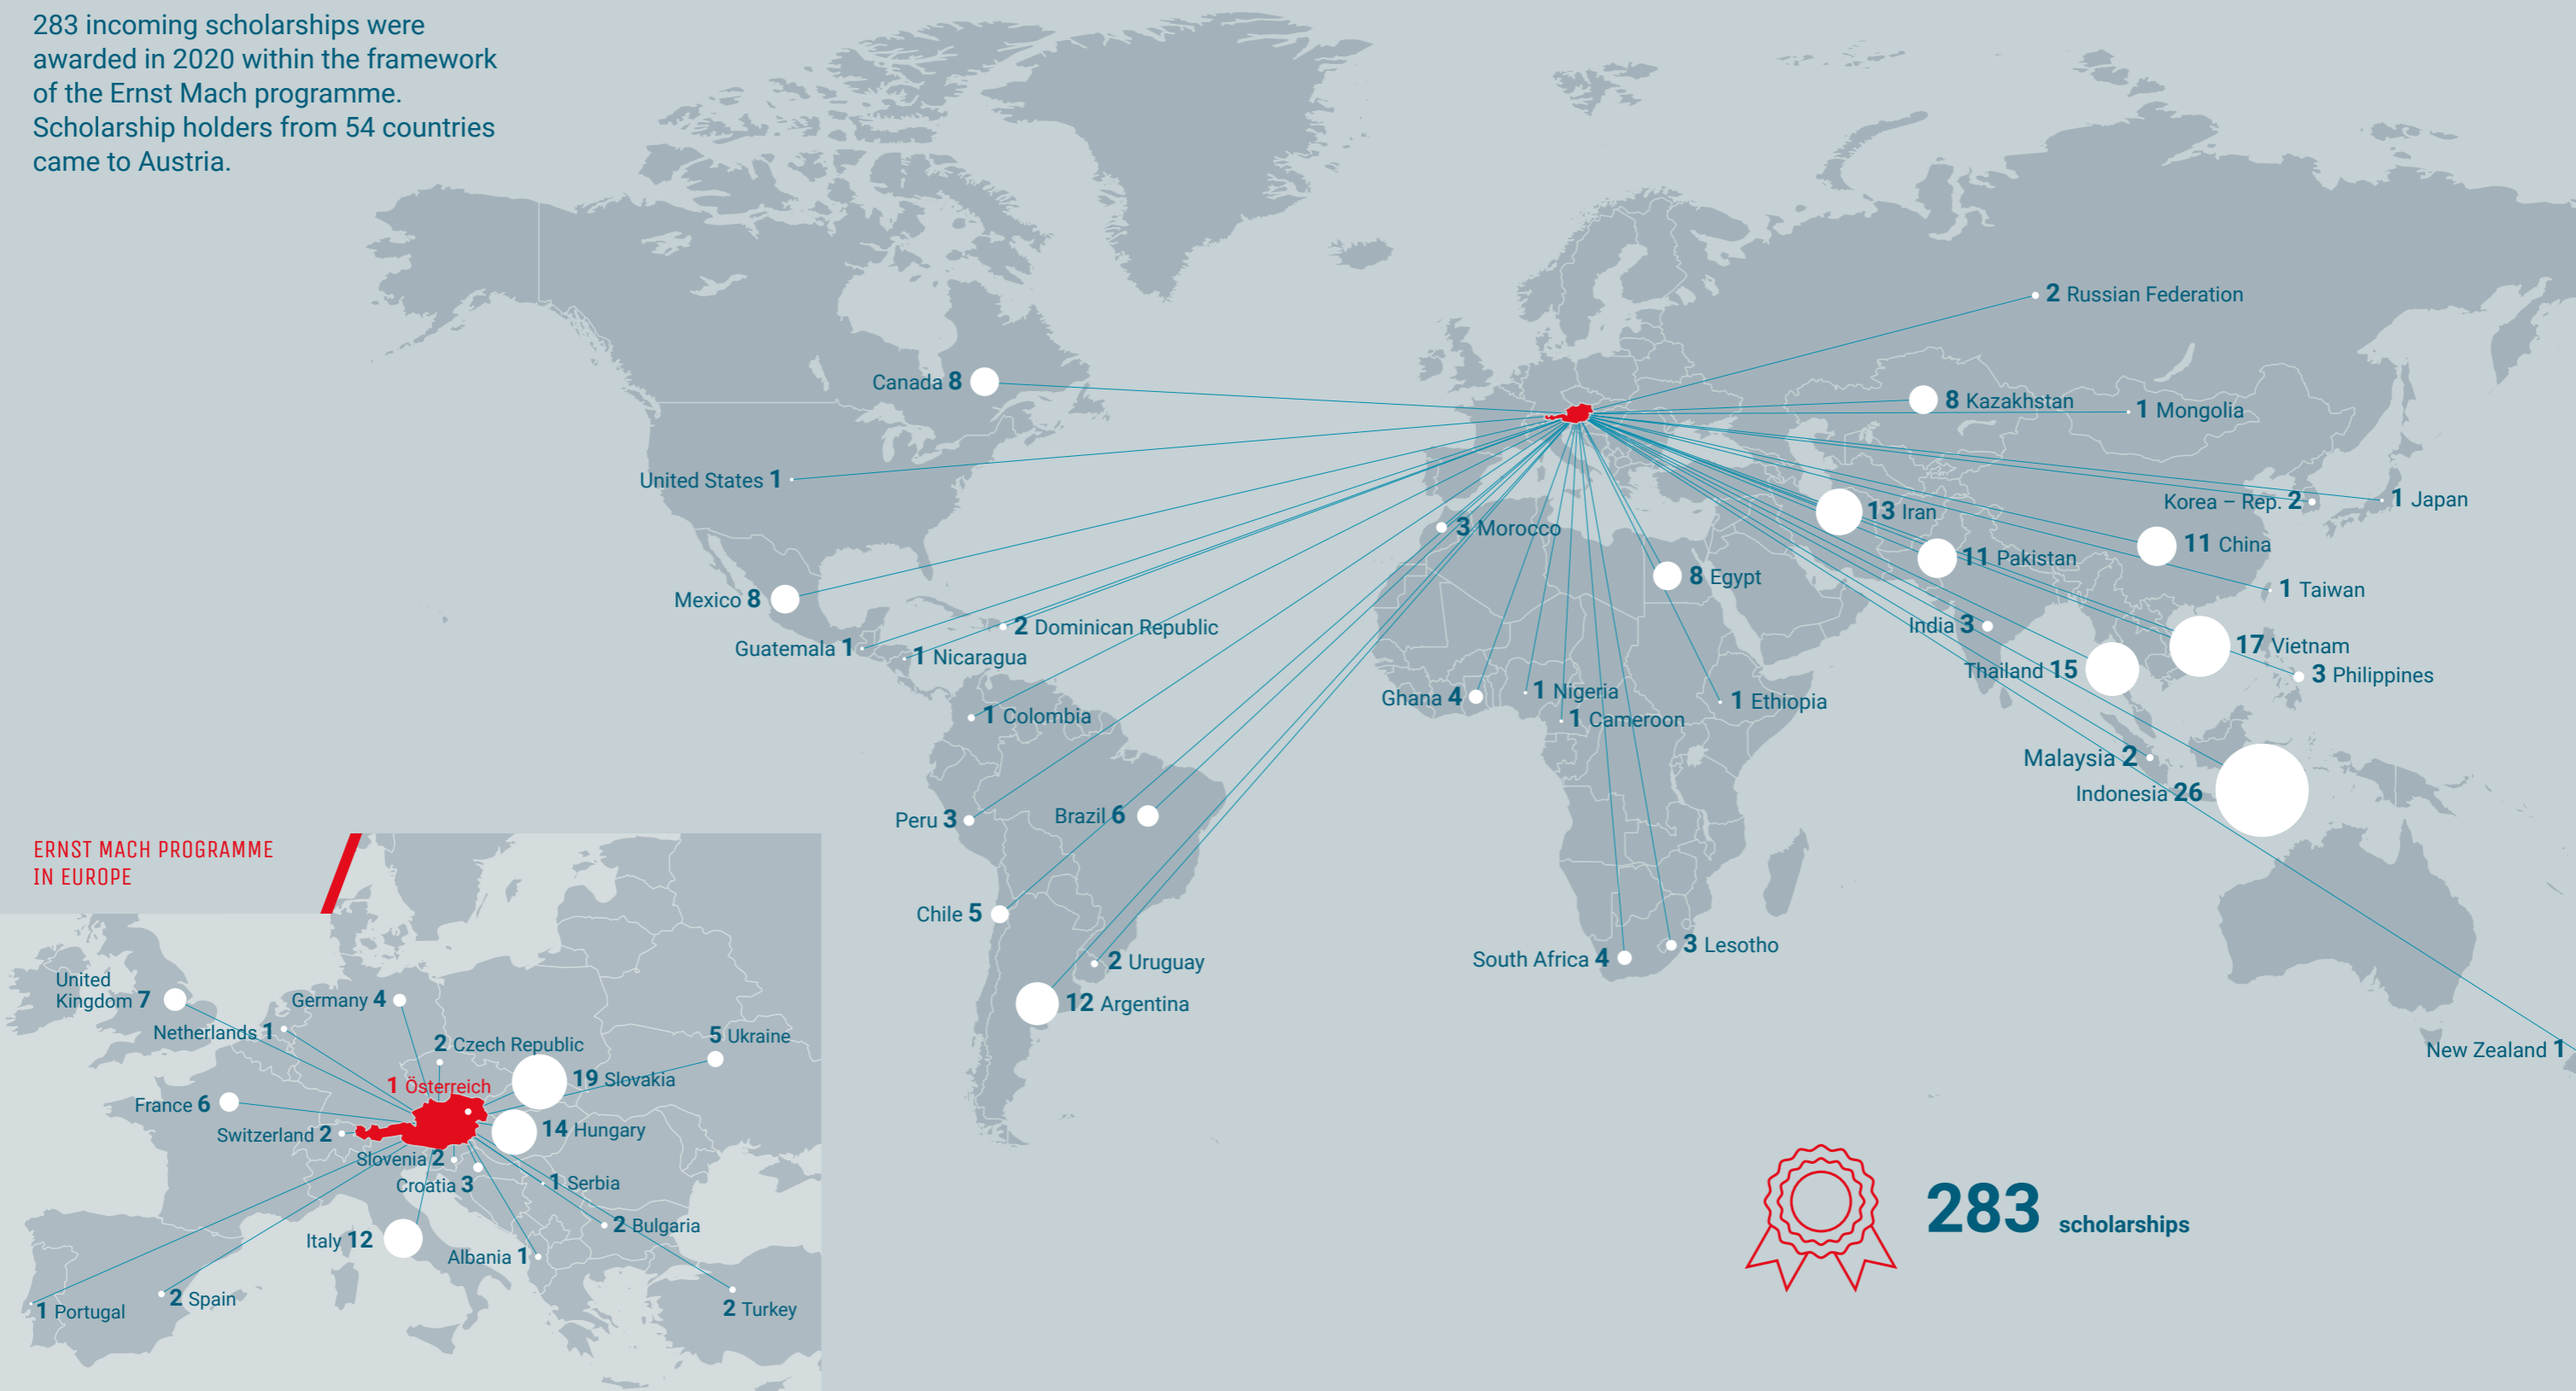 283 incoming scholarships were
awarded in 2020 within the framework
of the Ernst Mach programme.
Scholarship holders from 54 countries
came to Austria.
2 Russian Federation
Canada 8
8 Kazakhstan
1 Mongolia
United States 1
Korea – Rep. 2
1 Japan
13 Iran
3 Morocco
11 China
11 Pakistan
8 Egypt
1 Taiwan
Mexico 8
2 Dominican Republic
India 3
Guatemala 1
1 Nicaragua
17 Vietnam
Thailand 15
3 Philippines
Ghana 4
1 Nigeria
1 Ethiopia
1 Colombia
1 Cameroon
Malaysia 2
Indonesia 26
Peru 3
Brazil 6
Chile 5
2 Uruguay
12 Argentina
South Africa 4
3 Lesotho
New Zealand 1
ERNST MACH PROGRAMME
IN EUROPE
United
Kingdom 7
Germany 4
Netherlands 1
2 Czech Republic
5 Ukraine
1 Österreich
19 Slovakia
France 6
14 Hungary
Switzerland 2
Slovenia 2
Croatia 3
1 Serbia
2 Bulgaria
Italy 12
Albania 1
1 Portugal
2 Spain
2 Turkey
283 scholarships